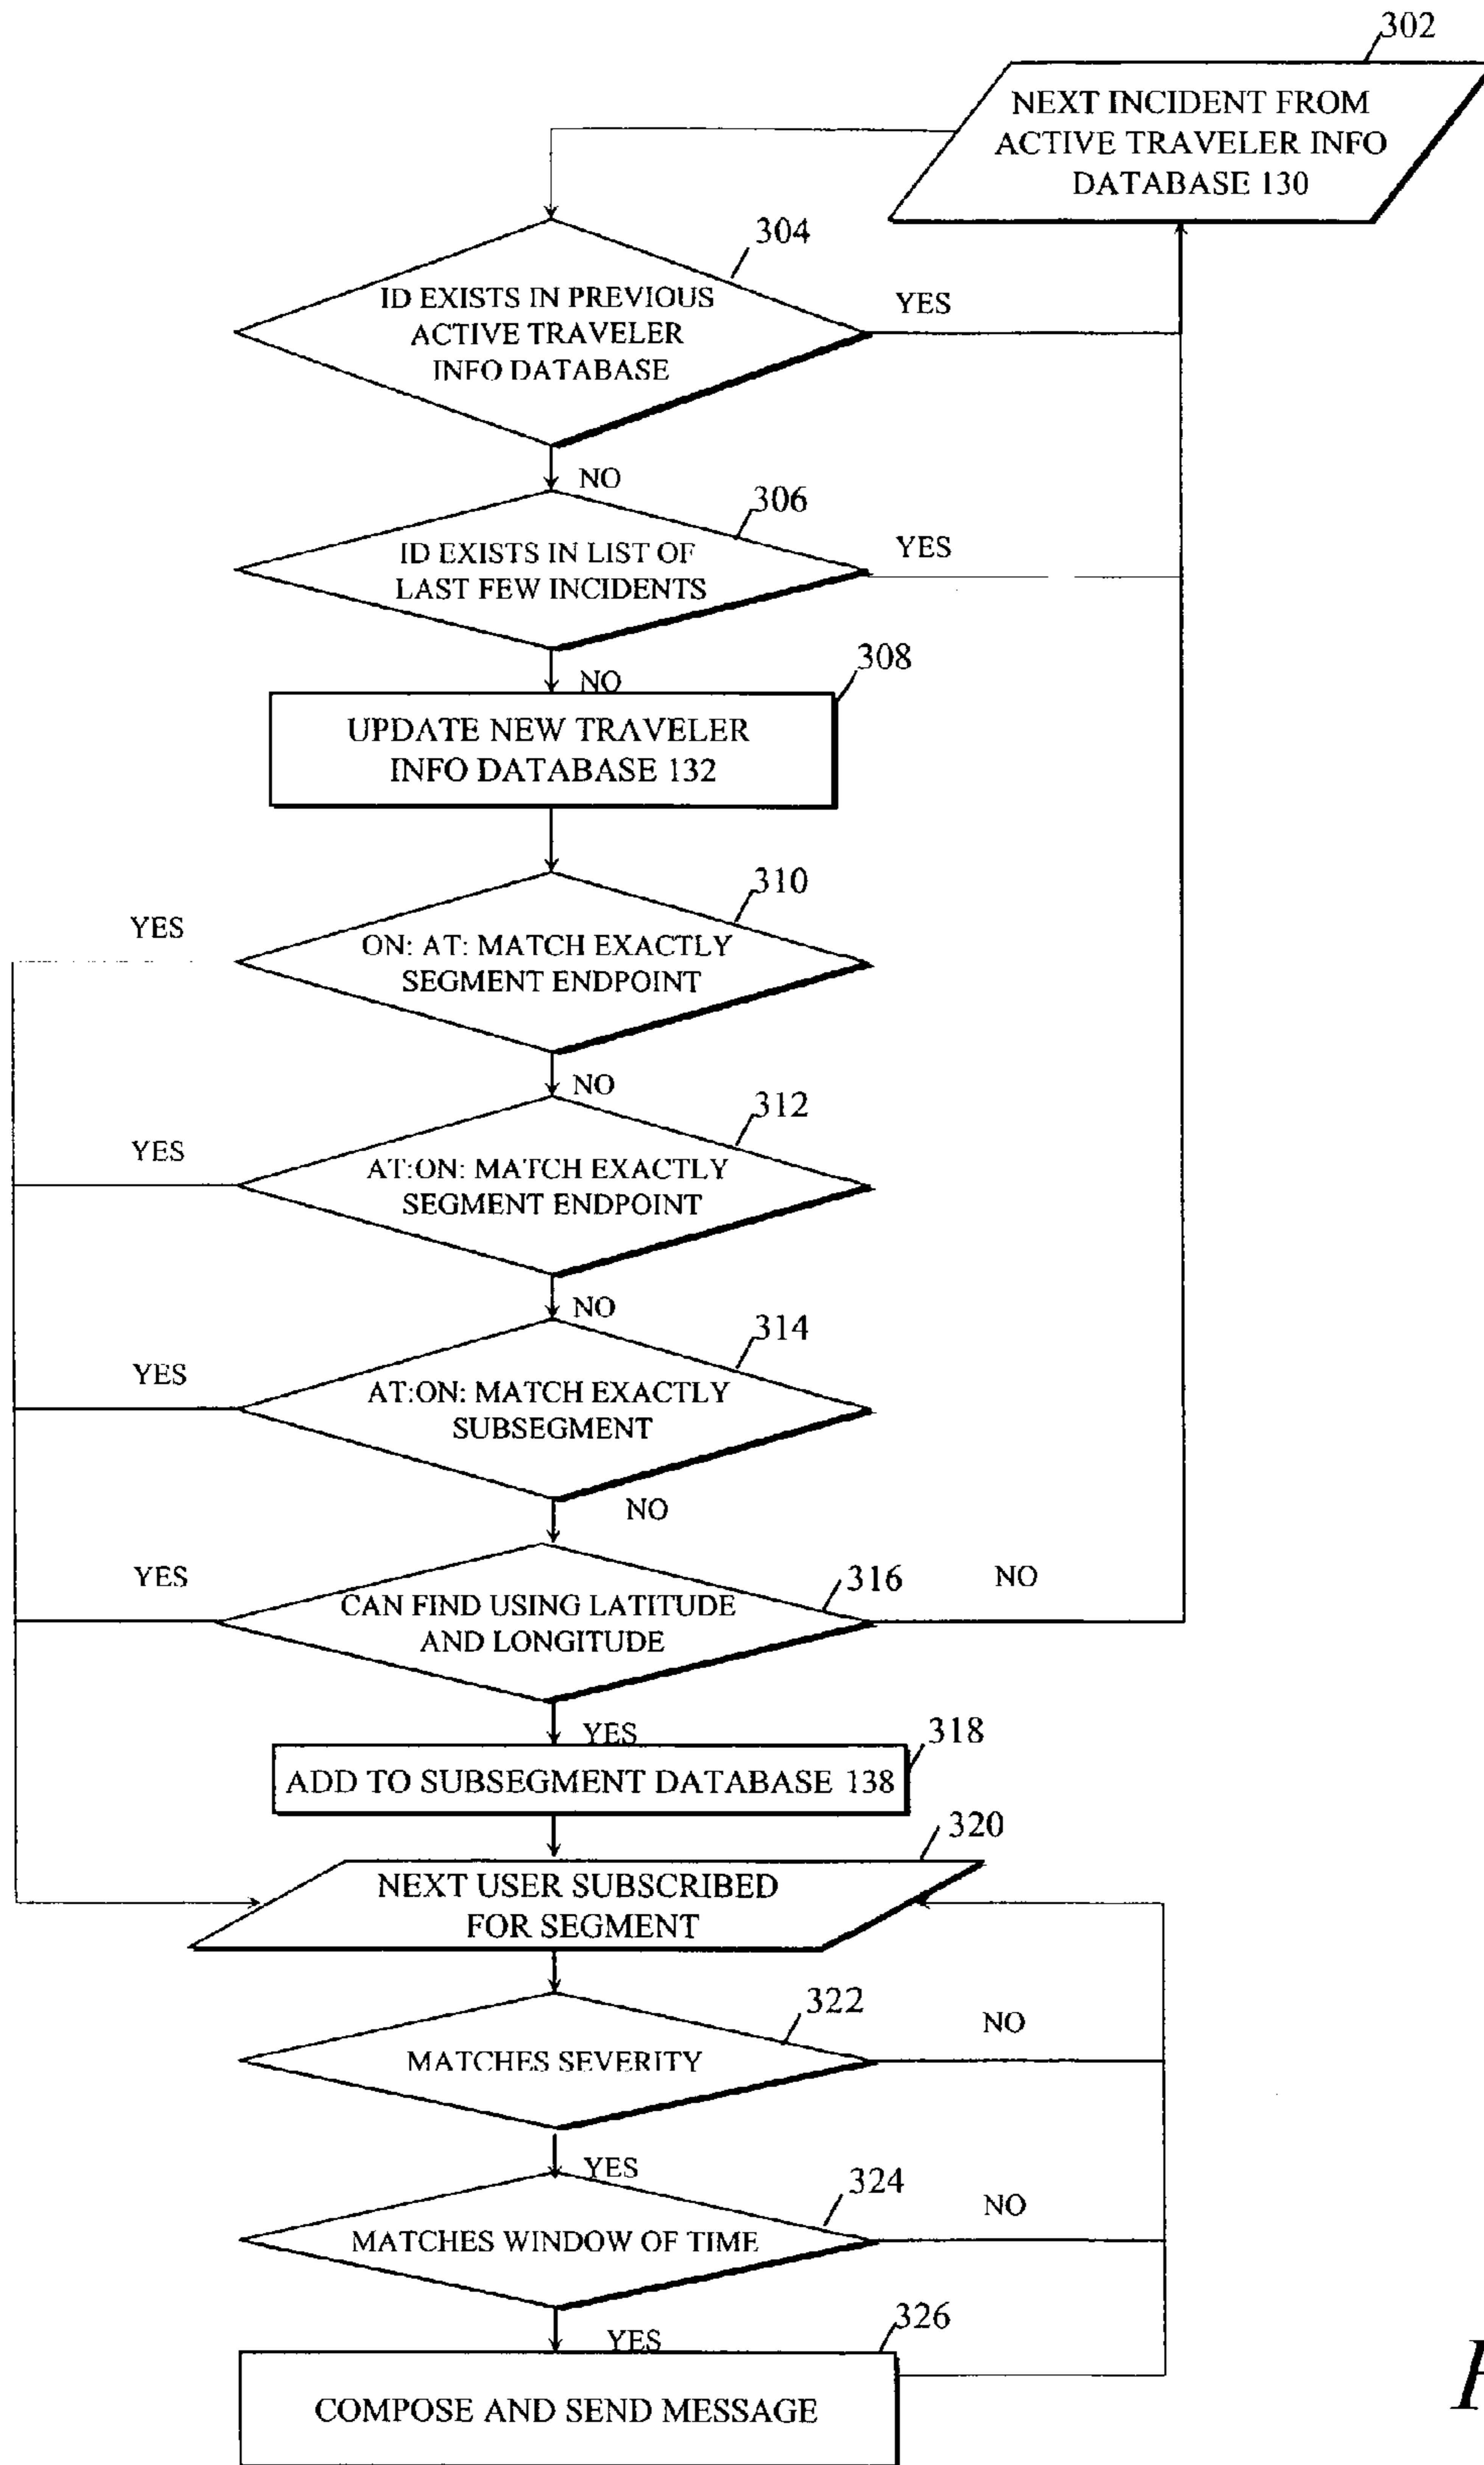 302
NEXT INCIDENT FROM
ACTIVE TRAVELER INFO
DATABASE 130
304
ID EXISTS IN PREVIOUS
ACTIVE TRAVELER
INFO DATABASE
YES
NO
306
ID EXISTS IN LIST OF
LAST FEW INCIDENTS
YES
NO
308
UPDATE NEW TRAVELER
INFO DATABASE 132
310
YES
ON: AT: MATCH EXACTLY
SEGMENT ENDPOINT
NO
312
YES
AT:ON: MATCH EXACTLY
SEGMENT ENDPOINT
NO
314
YES
AT:ON: MATCH EXACTLY
SUBSEGMENT
NO
YES
316
NO
CAN FIND USING LATITUDE
AND LONGITUDE
YES
318
ADD TO SUBSEGMENT DATABASE 138
320
NEXT USER SUBSCRIBED
FOR SEGMENT
322
NO
MATCHES SEVERITY
YES
324
NO
MATCHES WINDOW OF TIME
YES
326
COMPOSE AND SEND MESSAGE